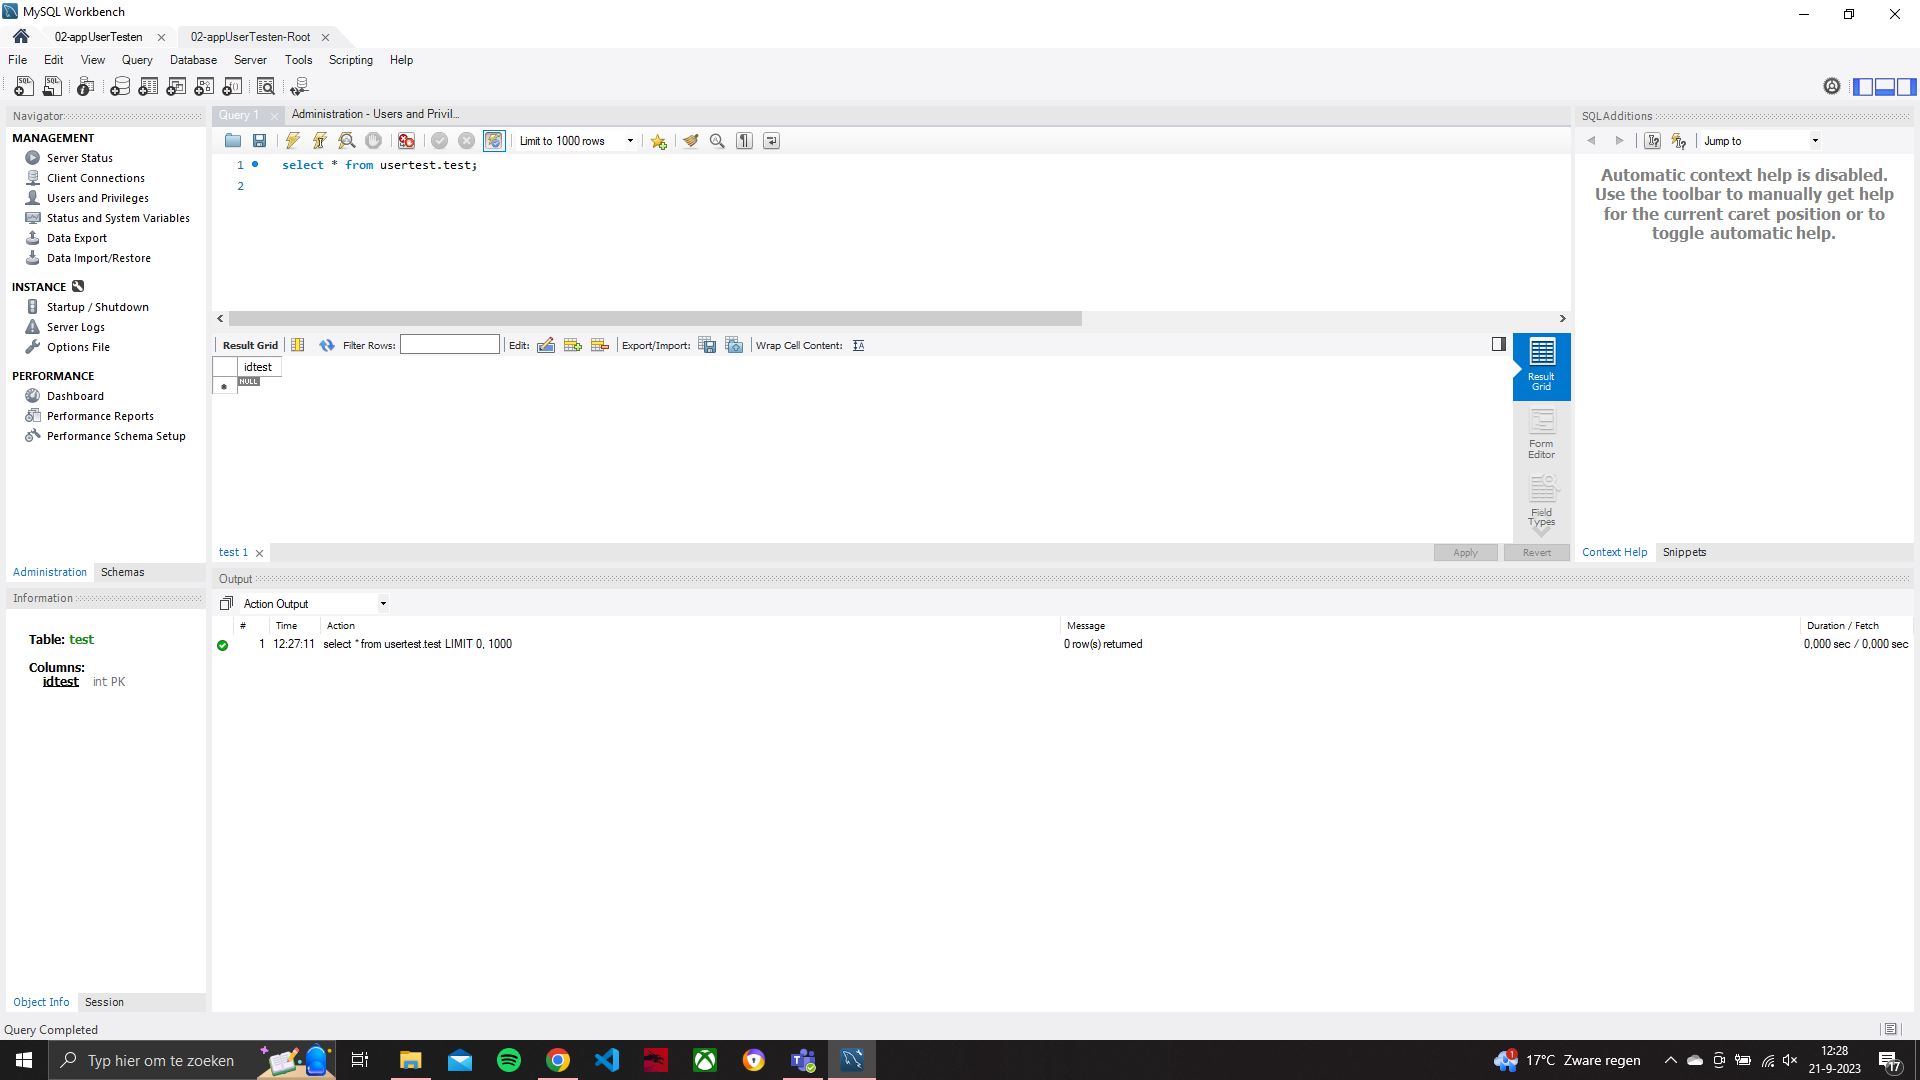 MySQL Workbench
02-appUserTesten
02-appUserTesten-Root
File Edit View Query Database Server Tools Scripting Help
Navigator
MANAGEMENT
Server Status
Client Connections
Users and Privileges
Status and System Variables
Data Export
Data Import/Restore
INSTANCE
Startup / Shutdown
Server Logs
Options File
PERFORMANCE
Dashboard
Performance Reports
Performance Schema Setup
Administration Schemas
Information
Table: test
Columns:
idtest int PK
Object Info Session
Query Completed
Query 1
Administration - Users and Privil...
Limit to 1000 rows
1 select * from usertest.test;
2
Result Grid Filter Rows: Edit: Export/Import: Wrap Cell Content:
idtest
NULL
Result
Grid
Form
Editor
Field
Types
test 1
Apply Revert
SQLAdditions
Jump to
Automatic context help is disabled.
Use the toolbar to manually get help
for the current caret position or to
toggle automatic help.
Context Help Snippets
Output
Action Output
# Time Action Message Duration / Fetch
1 12:27:11 select * from usertest.test LIMIT 0, 1000 0 row(s) returned 0,000 sec / 0,000 sec
Typ hier om te zoeken
1
17°C Zware regen
12:28
21-9-2023
17